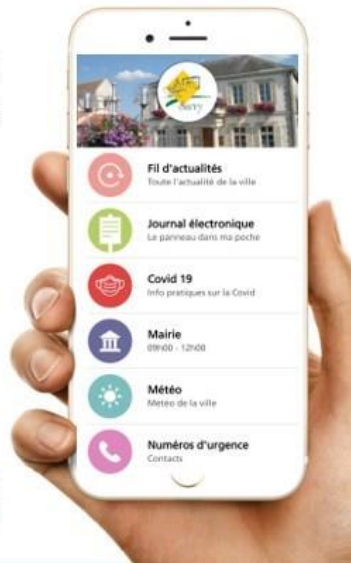 Fil d'actualités
Toute l'actualité de la ville
Journal électronique
Le panneau dans ma poche
Covid 19
Info pratiques sur la Covid
Mairie
09h00 - 12h00
Météo
Météo de la ville
Numéros d'urgence
Contacts